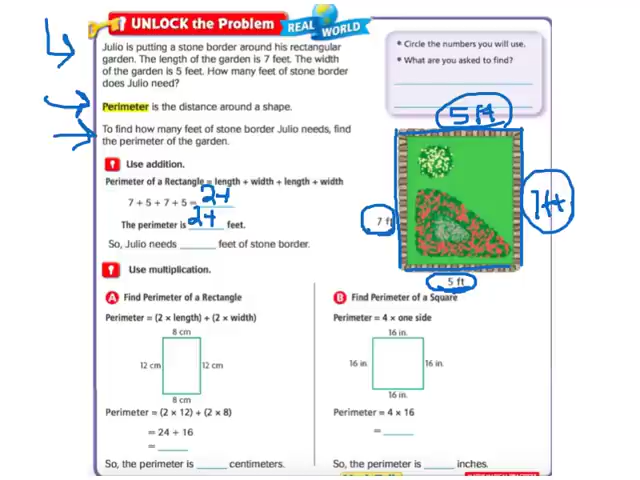 UNLOCK the Problem REAL WORLD
Julio is putting a stone border around his rectangular
garden. The length of the garden is 7 feet. The width
of the garden is 5 feet. How many feet of stone border
does Julio need?
Perimeter is the distance around a shape.
To find how many feet of stone border Julio needs, find
the perimeter of the garden.
• Circle the numbers you will use.
• What are you asked to find?
5 ft
7 ft
7 ft
5 ft
Use addition.
Perimeter of a Rectangle = length + width + length + width
7 + 5 + 7 + 5 = 24
The perimeter is 24 feet.
So, Julio needs ______ feet of stone border.
Use multiplication.
A Find Perimeter of a Rectangle
Perimeter = (2 × length) + (2 × width)
8 cm
12 cm 12 cm
8 cm
Perimeter = (2 × 12) + (2 × 8)
= 24 + 16
= ______
So, the perimeter is ______ centimeters.
B Find Perimeter of a Square
Perimeter = 4 × one side
16 in.
16 in. 16 in.
16 in.
Perimeter = 4 × 16
= ______
So, the perimeter is ______ inches.